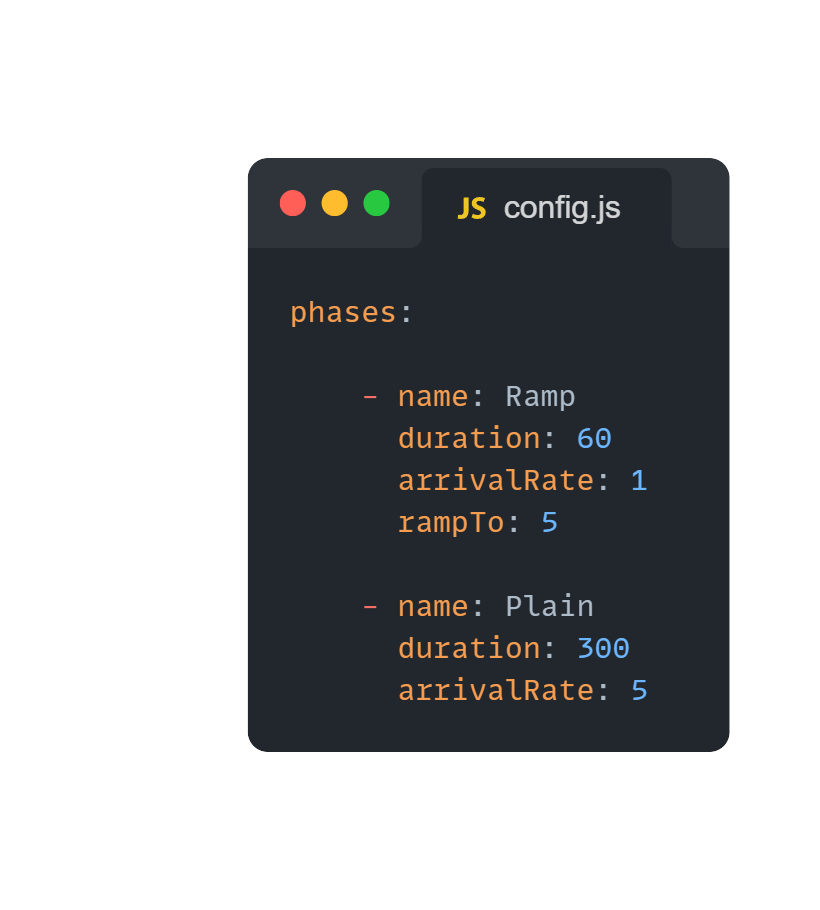 JS config.js
phases:
- name: Ramp
duration: 60
arrivalRate: 1
rampTo: 5
- name: Plain
duration: 300
arrivalRate: 5